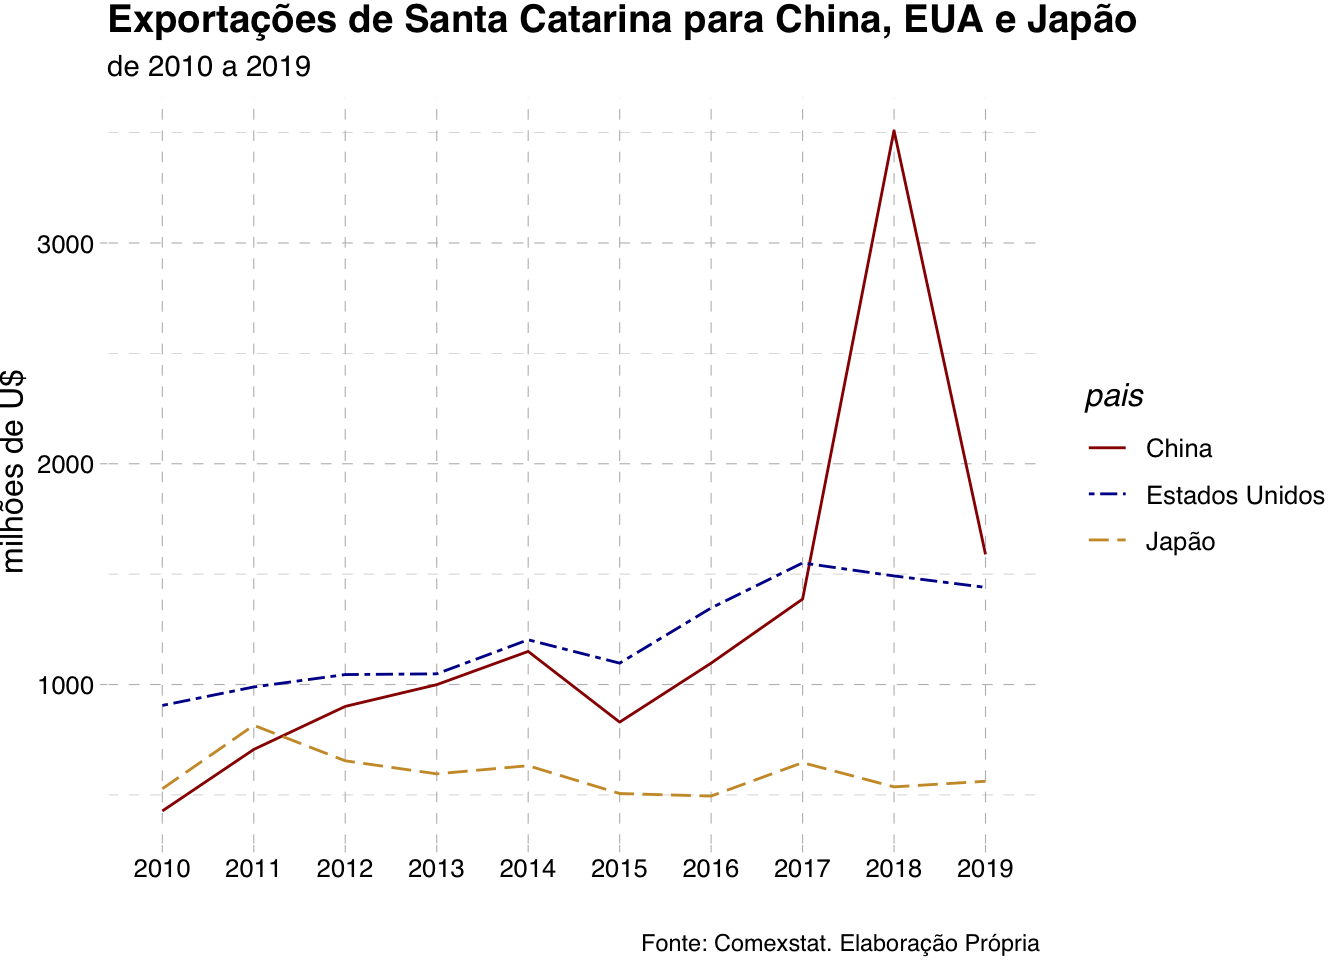 Exportações de Santa Catarina para China, EUA e Japão
de 2010 a 2019
milhões de U$
3000
2000
1000
2010 2011 2012 2013 2014 2015 2016 2017 2018 2019
pais
China
Estados Unidos
Japão
Fonte: Comexstat. Elaboração Própria